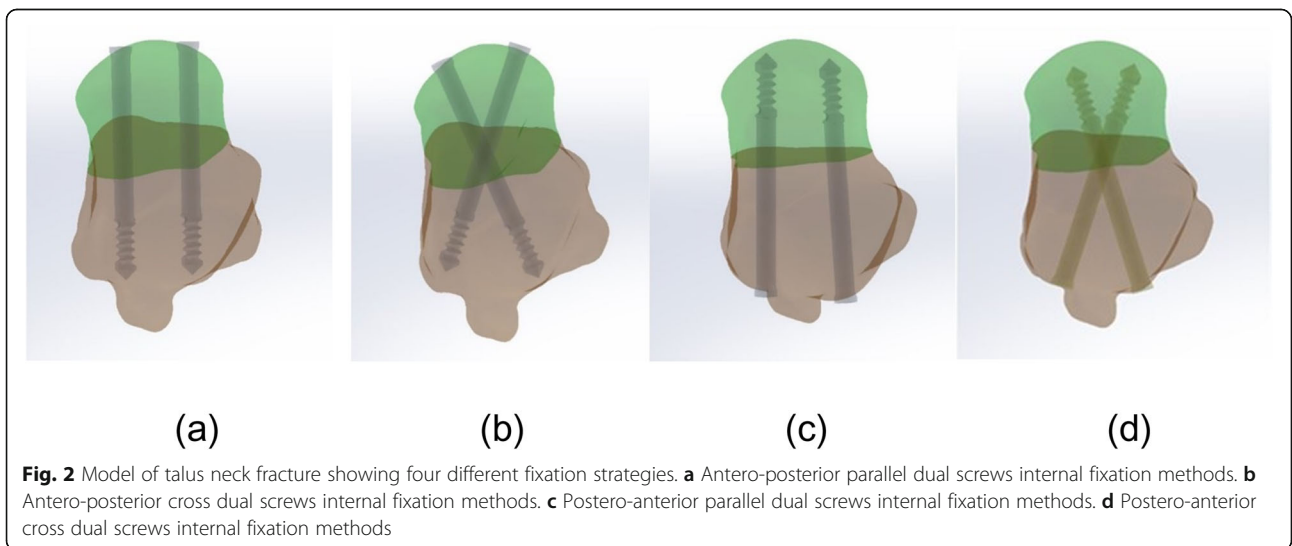 (a) (b) (c) (d)
Fig. 2 Model of talus neck fracture showing four different fixation strategies. a Antero-posterior parallel dual screws internal fixation methods. b
Antero-posterior cross dual screws internal fixation methods. c Postero-anterior parallel dual screws internal fixation methods. d Postero-anterior
cross dual screws internal fixation methods